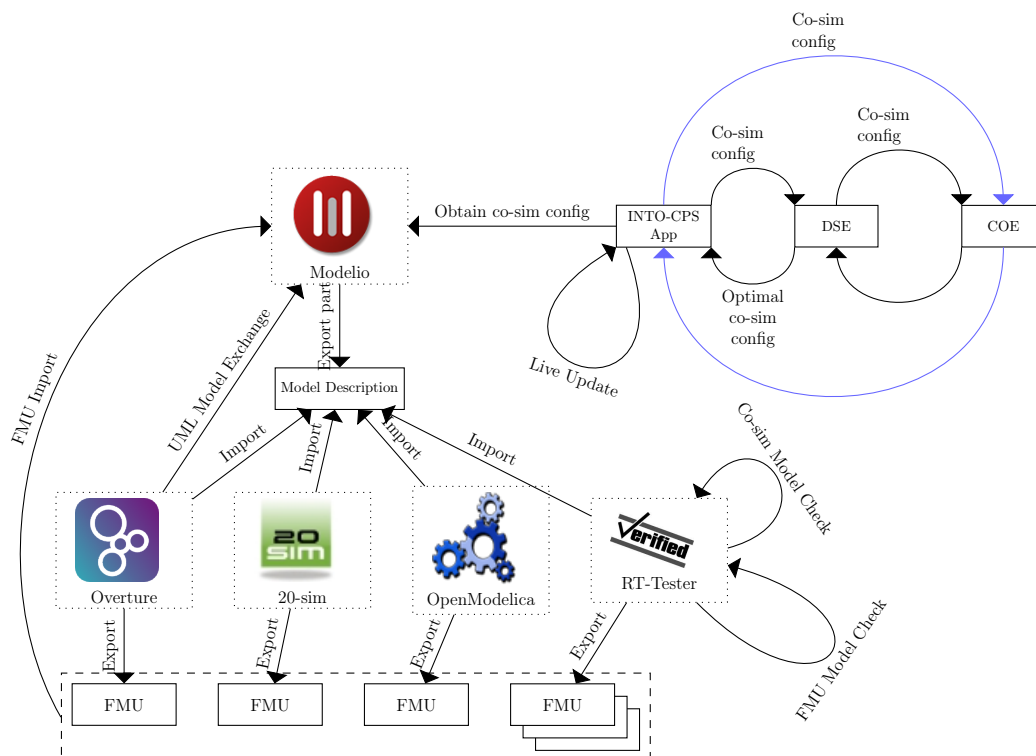 Co-sim
config
Co-sim
config
Co-sim
config
Obtain co-sim config
INTO-CPS
App
DSE
COE
Modelio
Optimal
co-sim
config
Live Update
Export part
FMU Import
UML Model Exchange
Model Description
Import
Import
Import
Import
Co-sim Model Check
20
SIM
Verified
Overture
20-sim
OpenModelica
RT-Tester
Export
Export
Export
Export
FMU Model Check
FMU
FMU
FMU
FMU